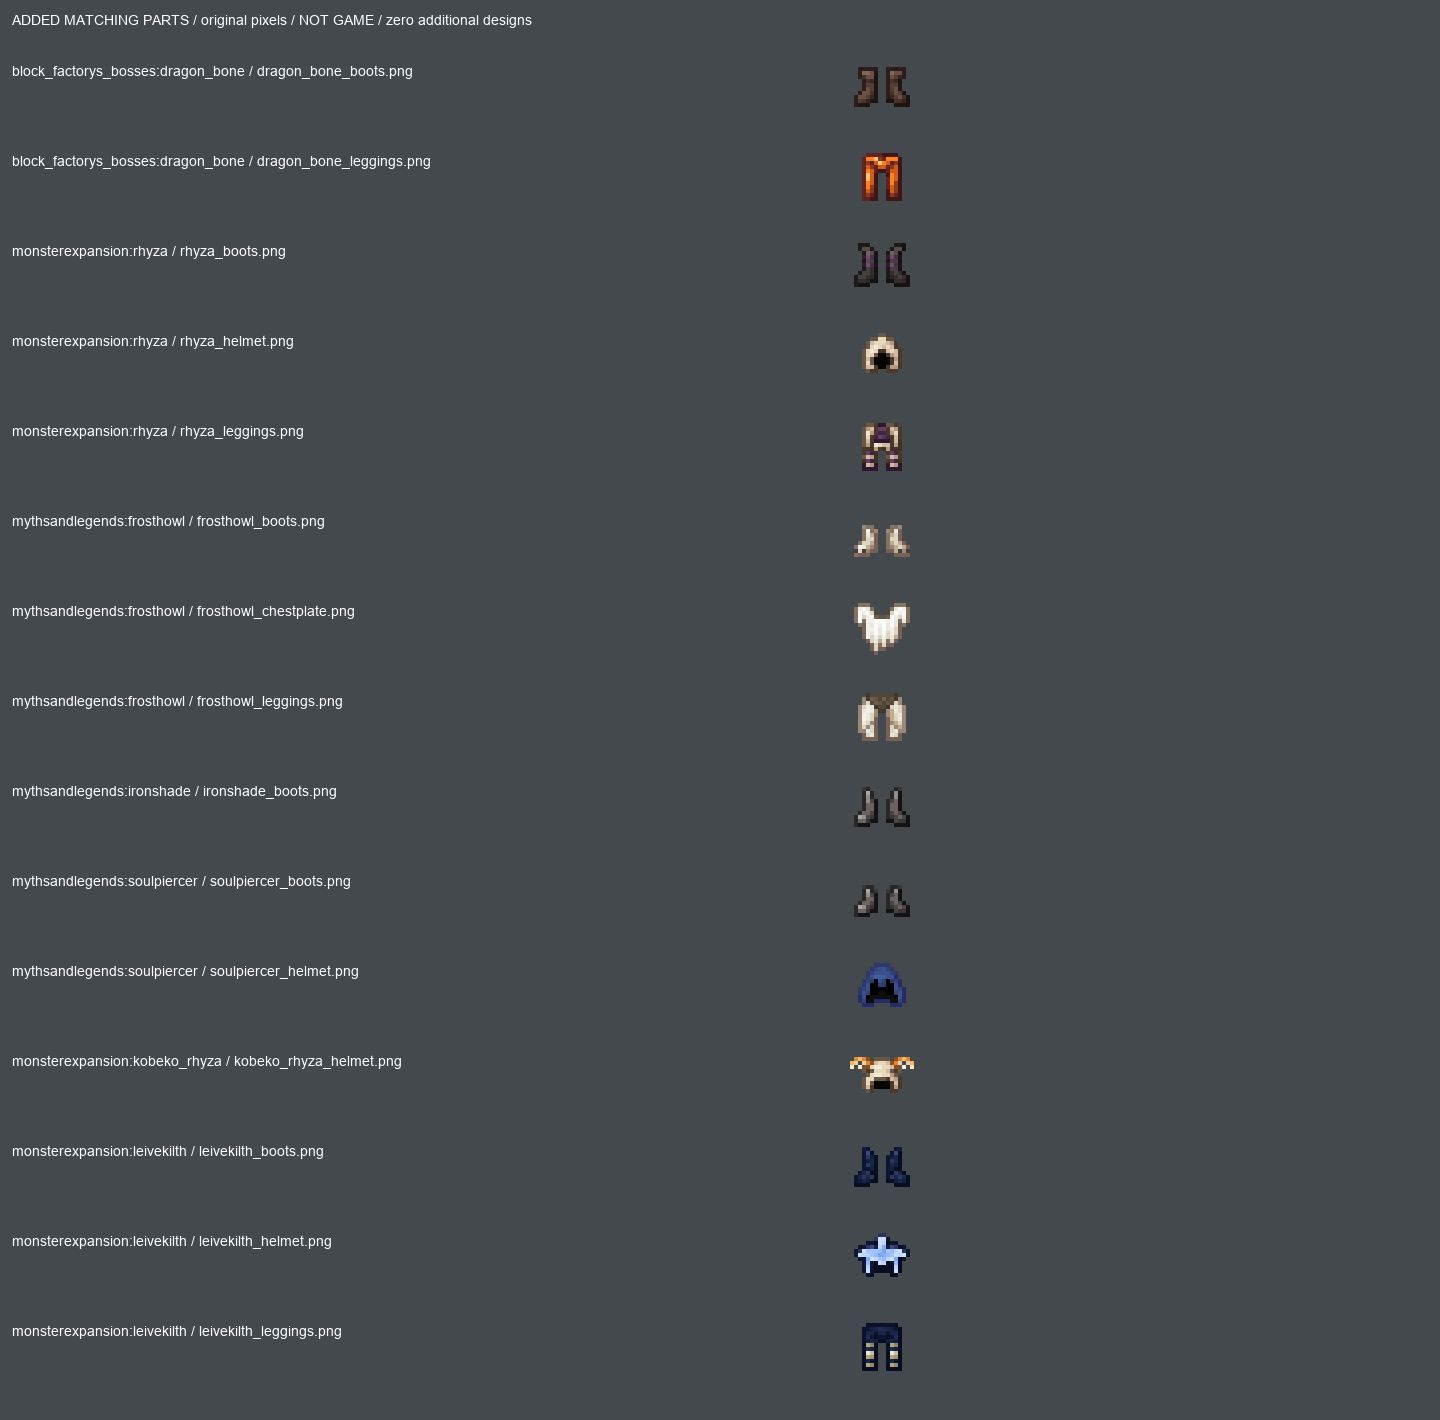 ADDED MATCHING PARTS / original pixels / NOT GAME / zero additional designs
block_factorys_bosses:dragon_bone / dragon_bone_boots.png
block_factorys_bosses:dragon_bone / dragon_bone_leggings.png
monsterexpansion:rhyza / rhyza_boots.png
monsterexpansion:rhyza / rhyza_helmet.png
monsterexpansion:rhyza / rhyza_leggings.png
mythsandlegends:frosthowl / frosthowl_boots.png
mythsandlegends:frosthowl / frosthowl_chestplate.png
mythsandlegends:frosthowl / frosthowl_leggings.png
mythsandlegends:ironshade / ironshade_boots.png
mythsandlegends:soulpiercer / soulpiercer_boots.png
mythsandlegends:soulpiercer / soulpiercer_helmet.png
monsterexpansion:kobeko_rhyza / kobeko_rhyza_helmet.png
monsterexpansion:leivekilth / leivekilth_boots.png
monsterexpansion:leivekilth / leivekilth_helmet.png
monsterexpansion:leivekilth / leivekilth_leggings.png